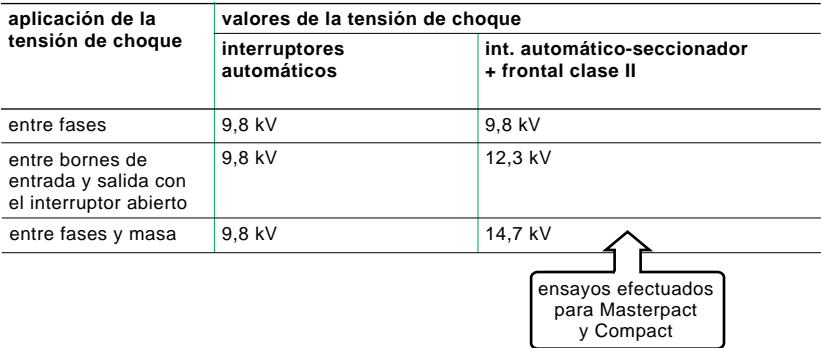 aplicación de la
tensión de choque
valores de la tensión de choque
interruptores
automáticos
int. automático-seccionador
+ frontal clase II
entre fases
9,8 kV
9,8 kV
entre bornes de
entrada y salida con
el interruptor abierto
9,8 kV
12,3 kV
entre fases y masa
9,8 kV
14,7 kV
ensayos efectuados
para Masterpact
y Compact